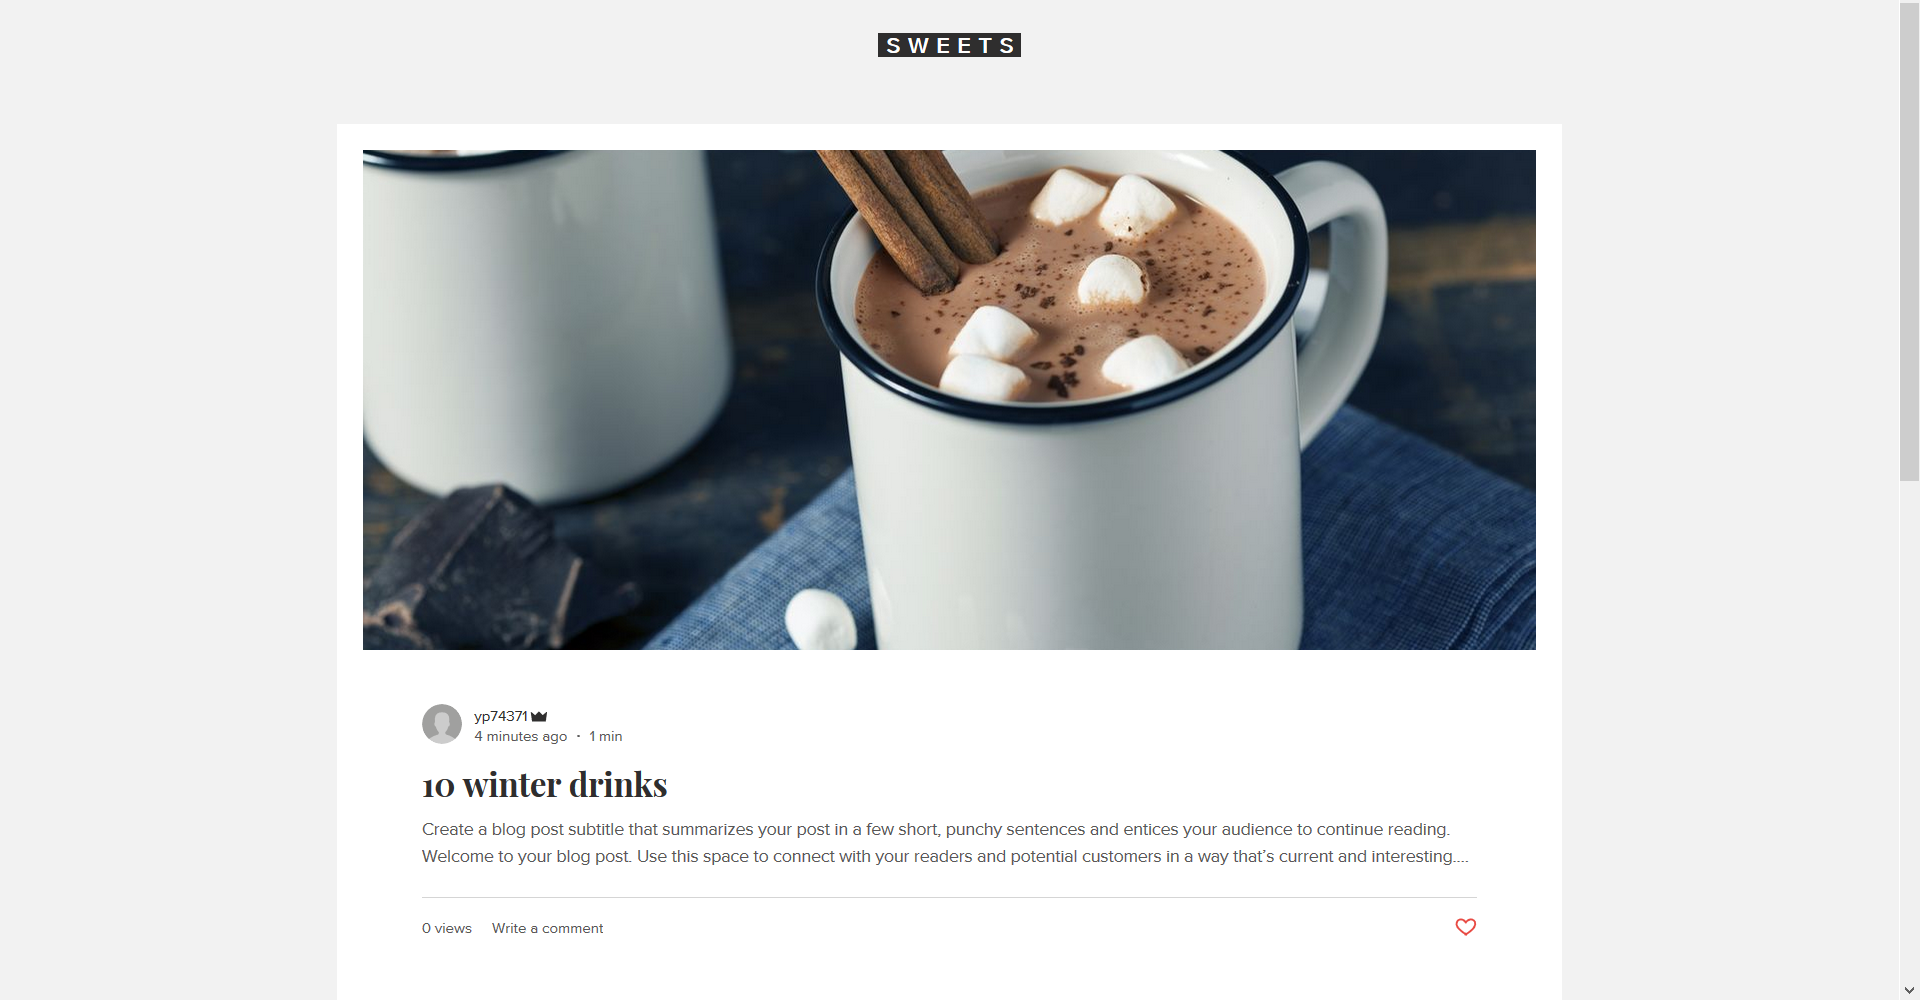 SWEETS
yp74371
4 minutes ago · 1 min
10 winter drinks
Create a blog post subtitle that summarizes your post in a few short, punchy sentences and entices your audience to continue reading.
Welcome to your blog post. Use this space to connect with your readers and potential customers in a way that’s current and interesting....
0 views Write a comment